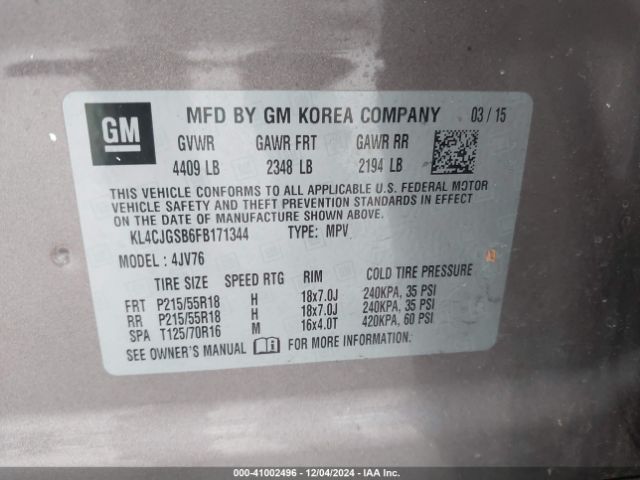 GM
MFD BY GM KOREA COMPANY 03 / 15
GVWR GAWR FRT GAWR RR
4409 LB 2348 LB 2194 LB
THIS VEHICLE CONFORMS TO ALL APPLICABLE U.S. FEDERAL MOTOR
VEHICLE SAFETY AND THEFT PREVENTION STANDARDS IN EFFECT
ON THE DATE OF MANUFACTURE SHOWN ABOVE.
KL4CJGSB6FB171344 TYPE: MPV
MODEL : 4JV76
TIRE SIZE SPEED RTG RIM COLD TIRE PRESSURE
FRT P215/55R18 H 18x7.0J 240KPA, 35 PSI
RR P215/55R18 H 18x7.0J 240KPA, 35 PSI
SPA T125/70R16 M 16x4.0T 420KPA, 60 PSI
SEE OWNER'S MANUAL FOR MORE INFORMATION.
000-41002496 - 12/04/2024 - IAA Inc.